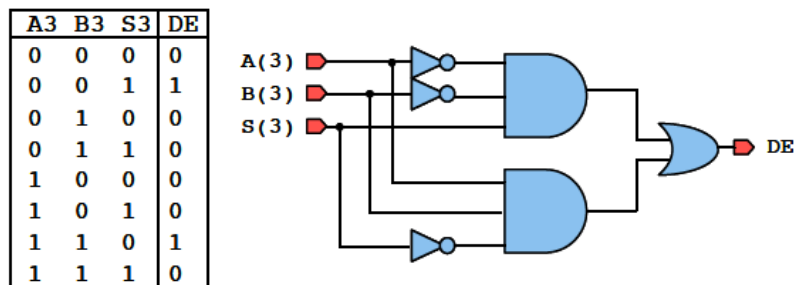 A3 B3 S3 DE
0 0 0 0
0 0 1 1
0 1 0 0
0 1 1 0
1 0 0 0
1 0 1 0
1 1 0 1
1 1 1 0
A(3)
B(3)
S(3)
DE